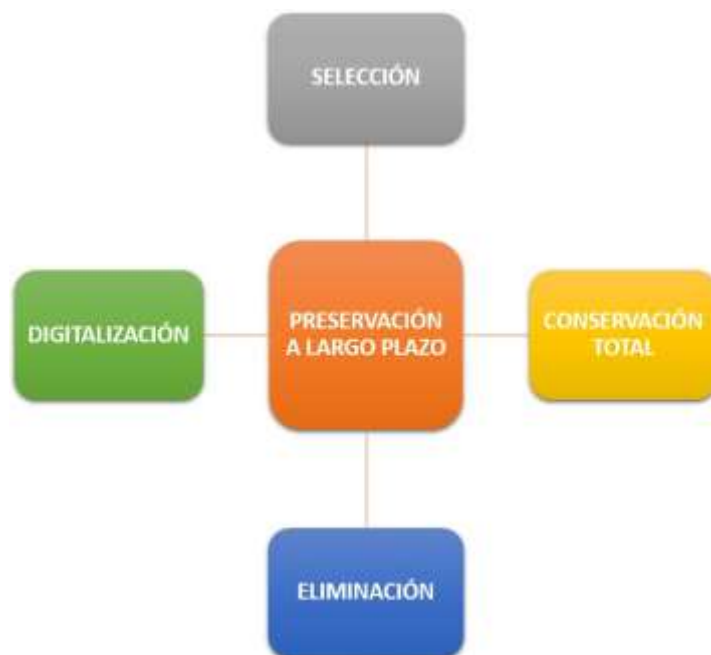 SELECCIÓN
DIGITALIZACIÓN
PRESERVACIÓN
A LARGO PLAZO
CONSERVACIÓN
TOTAL
ELIMINACIÓN